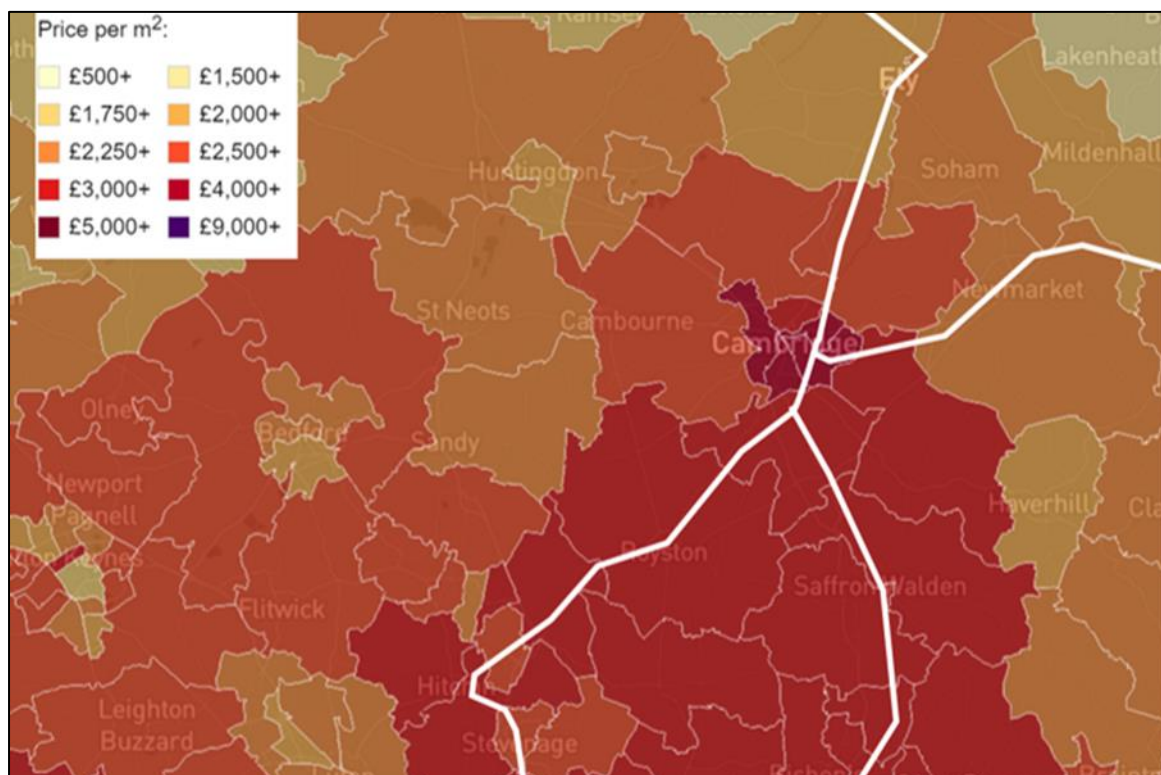 Price per m²:
£500+ £1,500+
£1,750+ £2,000+
£2,250+ £2,500+
£3,000+ £4,000+
£5,000+ £9,000+
Ramsey
Lakenheath
Ely
Mildenhall
Huntingdon
Soham
Newmarket
St Neots
Cambourne
Cambridge
Olney
Bedford
Sandy
Newport
Pagnell
Haverhill
Royston
Saffron Walden
Flitwick
Hitchin
Leighton
Buzzard
Stevenage